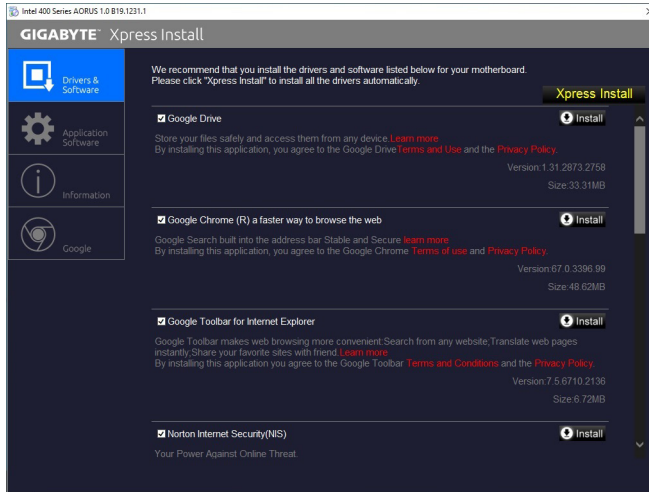 Intel 400 Series AORUS 1.0 B19.1231.1
GIGABYTE™ Xpress Install
Drivers &
Software
Application
Software
Information
Google
We recommend that you install the drivers and software listed below for your motherboard.
Please click "Xpress Install" to install all the drivers automatically.
Xpress Install
Google Drive
Install
Store your files safely and access them from any device.Learn more
By installing this application, you agree to the Google DriveTerms and Use and the Privacy Policy.
Version:1.31.2873.2758
Size:33.31MB
Google Chrome (R) a faster way to browse the web
Install
Google Search built into the address bar Stable and Secure learn more
By installing this application, you agree to the Google Chrome Terms of use and Privacy Policy.
Version:67.0.3396.99
Size:48.62MB
Google Toolbar for Internet Explorer
Install
Google Toolbar makes web browsing more convenient.Search from any website,Translate web pages
instantly,Share your favorite sites with friend.Learn more
By installing this application you agree to the Google Toolbar Terms and Conditions and the Privacy Policy.
Version:7.5.6710.2136
Size:6.72MB
Norton Internet Security(NIS)
Install
Your Power Against Online Threat.